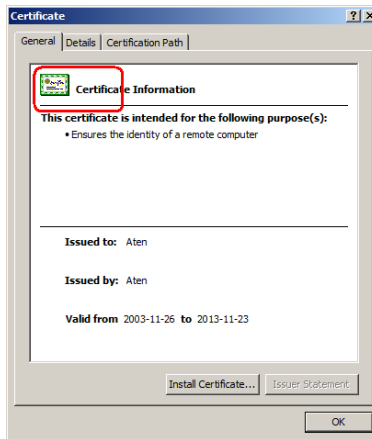 Certificate
General Details Certification Path
Certificate Information
This certificate is intended for the following purpose(s):
• Ensures the identity of a remote computer
Issued to: Aten
Issued by: Aten
Valid from 2003-11-26 to 2013-11-23
Install Certificate... Issuer Statement
OK